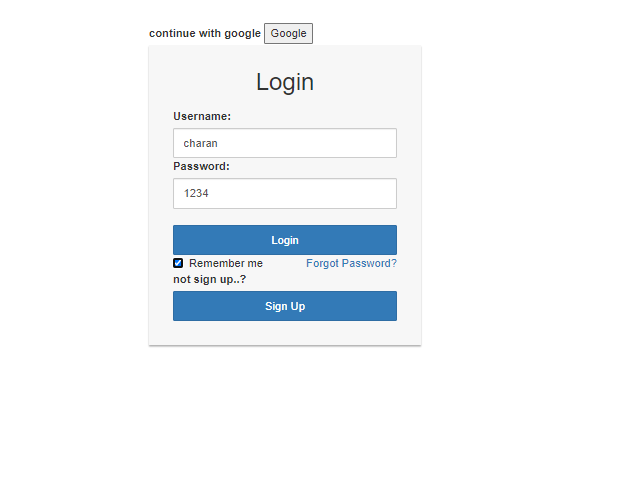 continue with google Google
Login
Username:
charan
Password:
1234
Login
Remember me Forgot Password?
not sign up..?
Sign Up